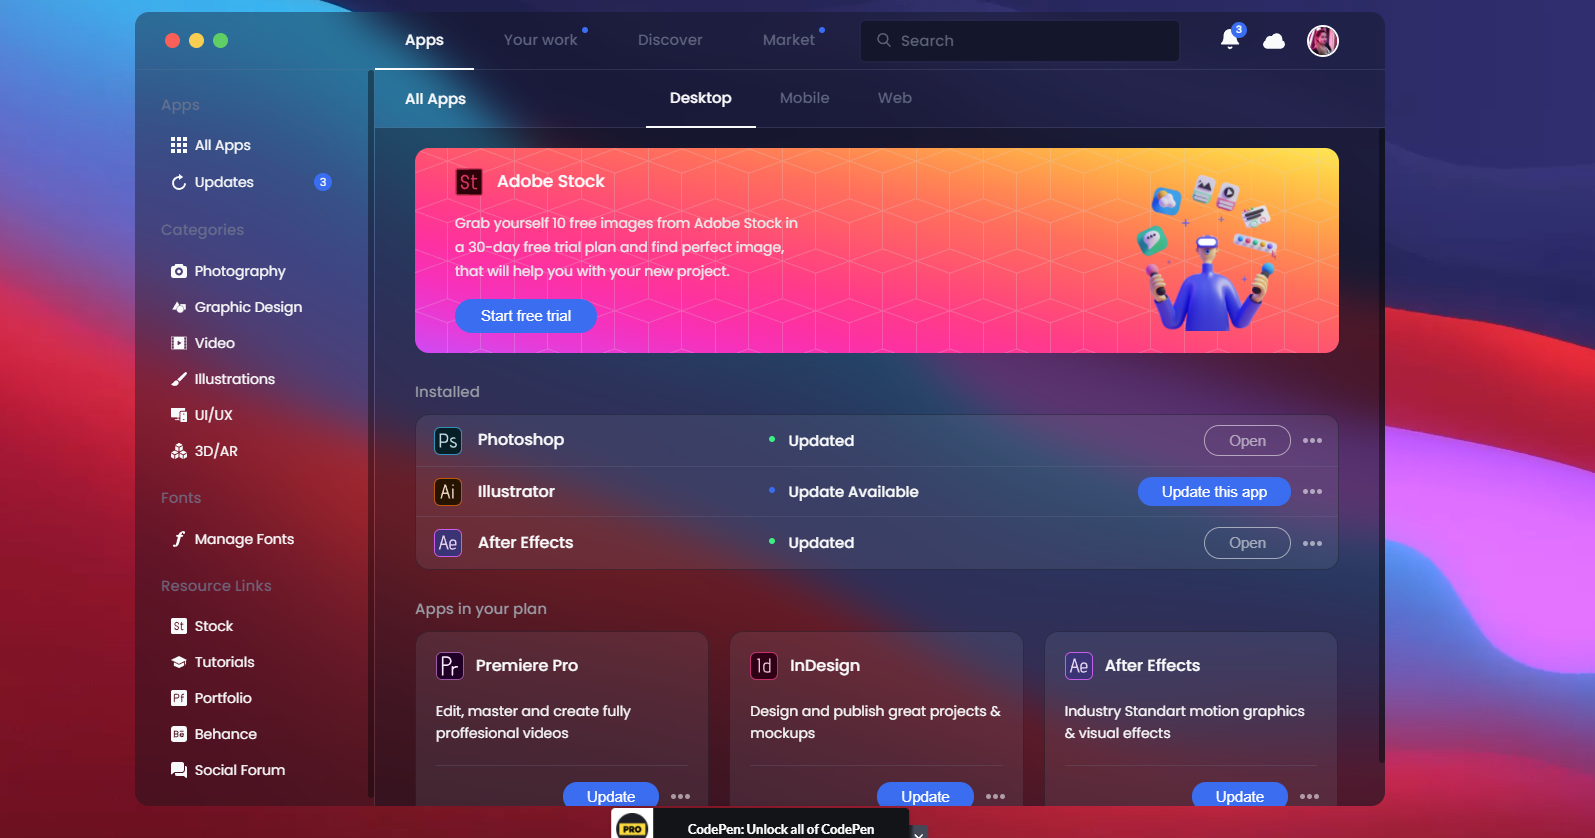 Apps
Your work
Discover
Market
Search
3
All Apps
Desktop
Mobile
Web
Apps
All Apps
Updates
3
Categories
Photography
Graphic Design
Video
Illustrations
UI/UX
3D/AR
Fonts
f Manage Fonts
Resource Links
St Stock
Tutorials
Pf Portfolio
Bē Behance
Social Forum
St Adobe Stock
Grab yourself 10 free images from Adobe Stock in
a 30-day free trial plan and find perfect image,
that will help you with your new project.
Start free trial
Installed
Ps Photoshop
Updated
Open
Ai Illustrator
Update Available
Update this app
Ae After Effects
Updated
Open
Apps in your plan
Pr Premiere Pro
Edit, master and create fully
proffesional videos
Update
Id InDesign
Design and publish great projects &
mockups
Update
Ae After Effects
Industry Standart motion graphics
& visual effects
Update
PRO
CodePen: Unlock all of CodePen